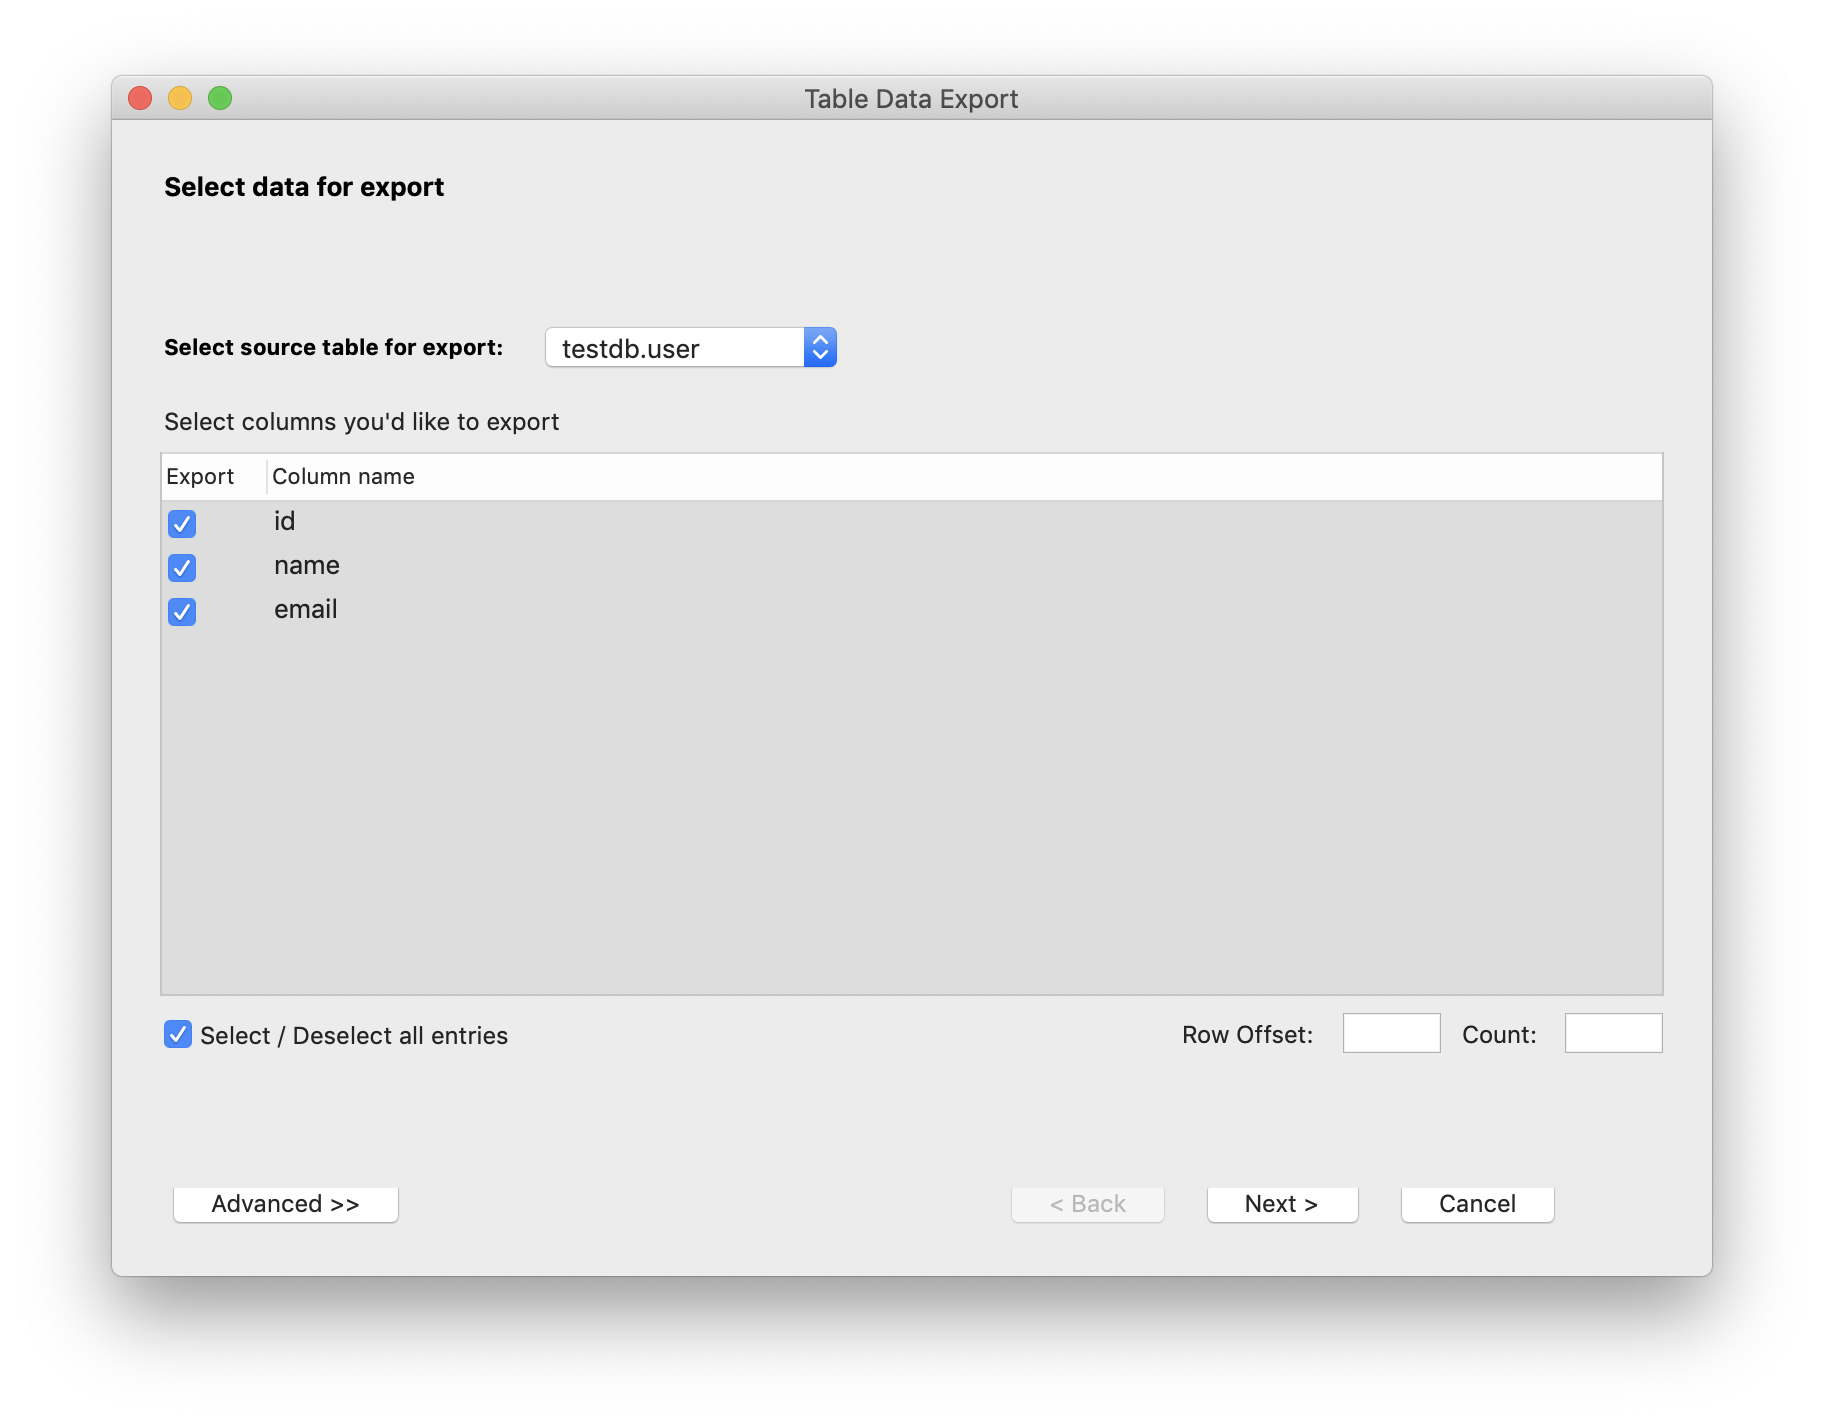 Table Data Export
Select data for export
Select source table for export: testdb.user
Select columns you'd like to export
Export Column name
id
name
email
Select / Deselect all entries Row Offset: Count:
Advanced >> < Back Next > Cancel